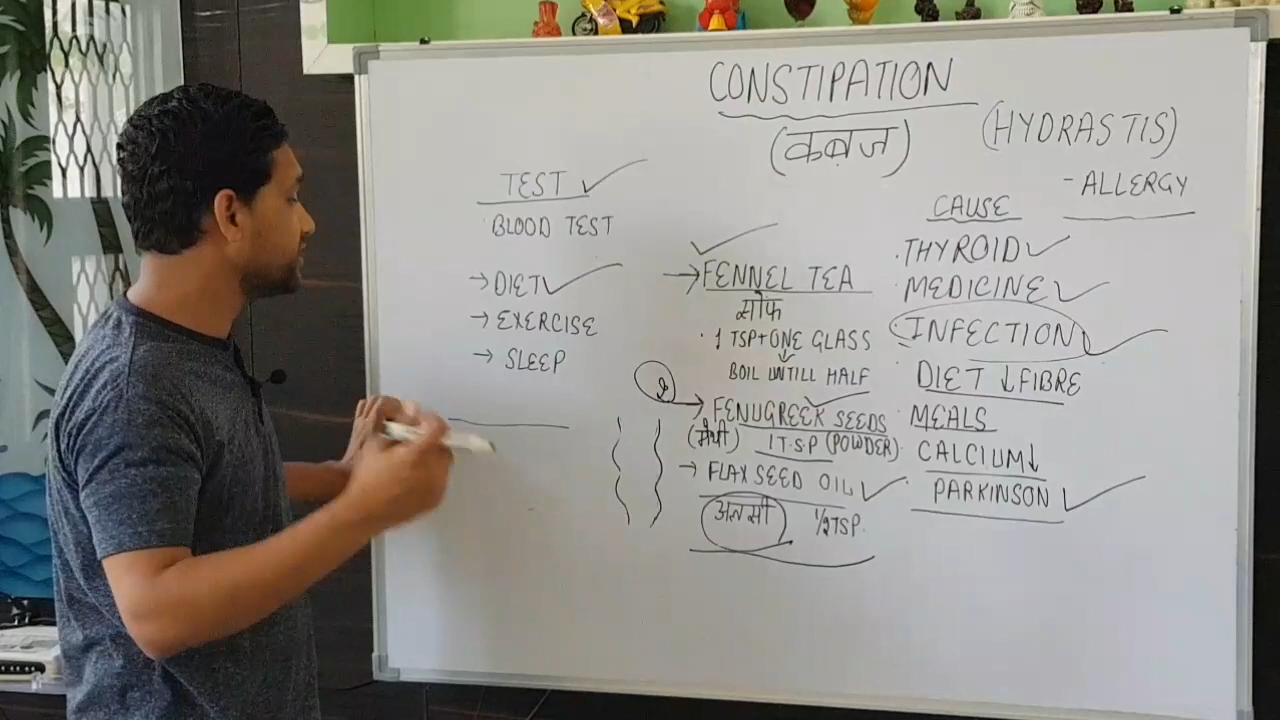 CONSTIPATION
(कबज)
(HYDRASTIS)
- ALLERGY
TEST
BLOOD TEST
→ DIET
→ EXERCISE
→ SLEEP
→ FENNEL TEA
सोफ
· 1 TSP + ONE GLASS
BOIL UNTILL HALF
→ FENUGREEK SEEDS
(मैथी) 1 T.S.P (POWDER)
→ FLAX SEED OIL
अलसी 1/2 TSP.
CAUSE
· THYROID
· MEDICINE
· INFECTION
· DIET ↓ FIBRE
· MEALS
· CALCIUM ↓
· PARKINSON